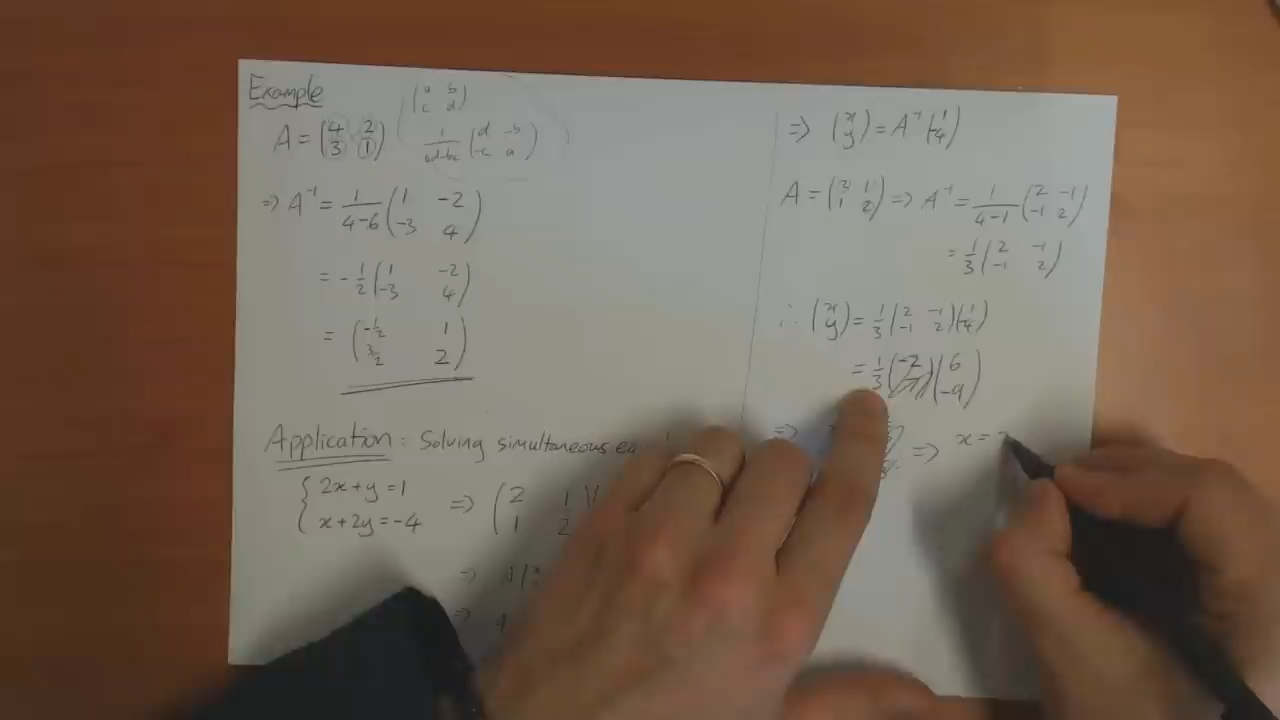 Example
(a b
c d)
A = (4 2
3 1)
1/(ad-bc) (d -b
-c a)
⇒ A⁻¹ = 1/(4-6) (1 -2
-3 4)
= -1/2 (1 -2
-3 4)
= (-1/2 1
3/2 2)
Application: Solving simultaneous
{ 2x+y=1
x+2y=-4
⇒ (2 1
1 2
⇒
⇒
⇒ (x
y) = A⁻¹ (1
-4)
A = (2 1
1 2) ⇒ A⁻¹ = 1/(4-1) (2 -1
-1 2)
= 1/3 (2 -1
-1 2)
∴ (x
y) = 1/3 (2 -1
-1 2)(1
-4)
= 1/3 (6
-9)
⇒ ⇒ x =